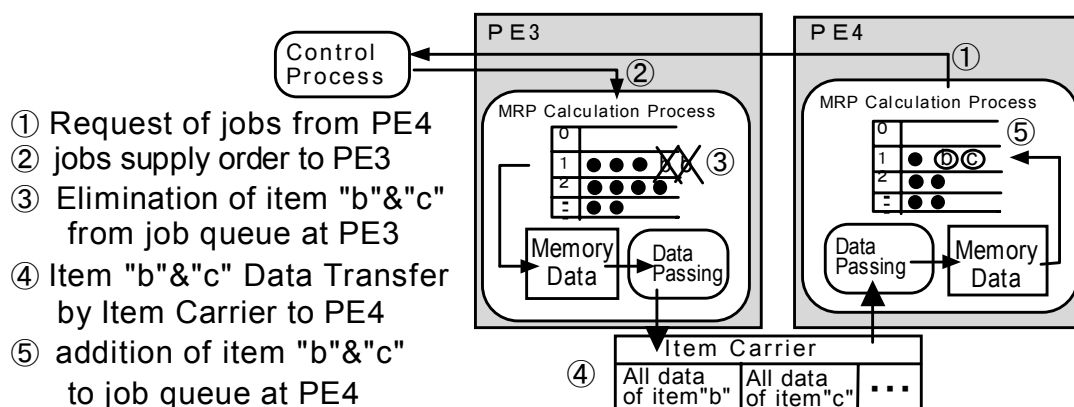 ① Request of jobs from PE4
② jobs supply order to PE3
③ Elimination of item "b"&"c"
from job queue at PE3
④ Item "b"&"c" Data Transfer
by Item Carrier to PE4
⑤ addition of item "b"&"c"
to job queue at PE4
Control
Process
①
②
PE3
MRP Calculation Process
0
1
2
③
Memory
Data
Data
Passing
PE4
MRP Calculation Process
0
1 b c
2
⑤
Data
Passing
Memory
Data
④
Item Carrier
All data
of item"b"
All data
of item"c"
...